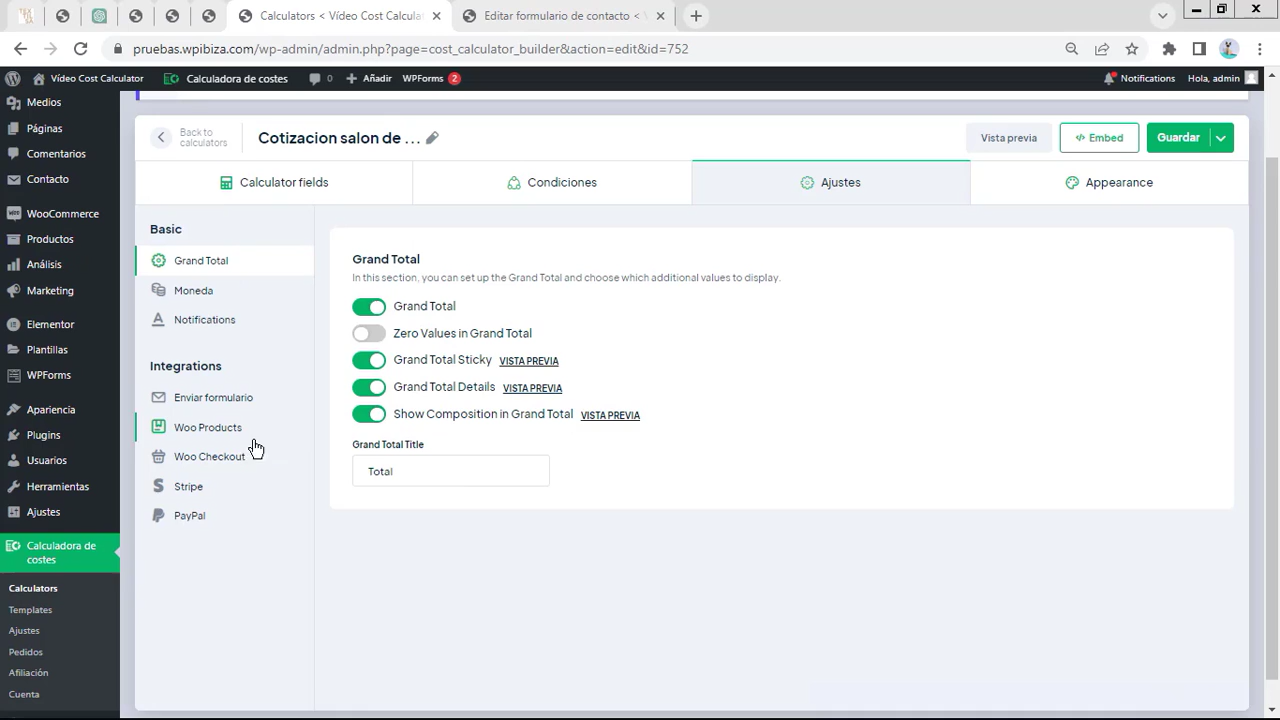 Calculators < Vídeo Cost Calcula
Editar formulario de contacto <
pruebas.wpibiza.com/wp-admin/admin.php?page=cost_calculator_builder&action=edit&id=752
Vídeo Cost Calculator
Calculadora de costes
0
Añadir
WPForms 2
Notifications
Hola, admin
Medios
Páginas
Comentarios
Contacto
WooCommerce
Productos
Análisis
Marketing
Elementor
Plantillas
WPForms
Apariencia
Plugins
Usuarios
Herramientas
Ajustes
Calculadora de
costes
Calculators
Templates
Ajustes
Pedidos
Afiliación
Cuenta
Back to
calculators
Cotizacion salon de ...
Vista previa
</> Embed
Guardar
Calculator fields
Condiciones
Ajustes
Appearance
Basic
Grand Total
Moneda
Notifications
Integrations
Enviar formulario
Woo Products
Woo Checkout
Stripe
PayPal
Grand Total
In this section, you can set up the Grand Total and choose which additional values to display.
Grand Total
Zero Values in Grand Total
Grand Total Sticky VISTA PREVIA
Grand Total Details VISTA PREVIA
Show Composition in Grand Total VISTA PREVIA
Grand Total Title
Total